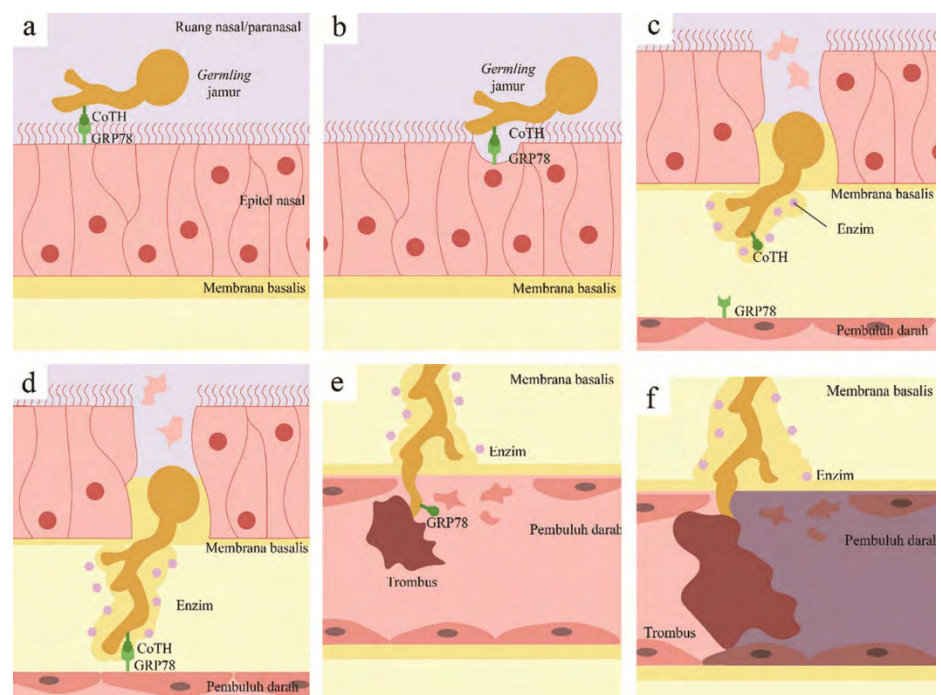 a
Ruang nasal/paranasal
Germling
jamur
CoTH
GRP78
Epitel nasal
Membrana basalis
b
Germling
jamur
CoTH
GRP78
Membrana basalis
c
Membrana basalis
Enzim
CoTH
GRP78
Pembuluh darah
d
Membrana basalis
Enzim
CoTH
GRP78
Pembuluh darah
e
Membrana basalis
Enzim
GRP78
Pembuluh darah
Trombus
f
Membrana basalis
Enzim
Pembuluh darah
Trombus